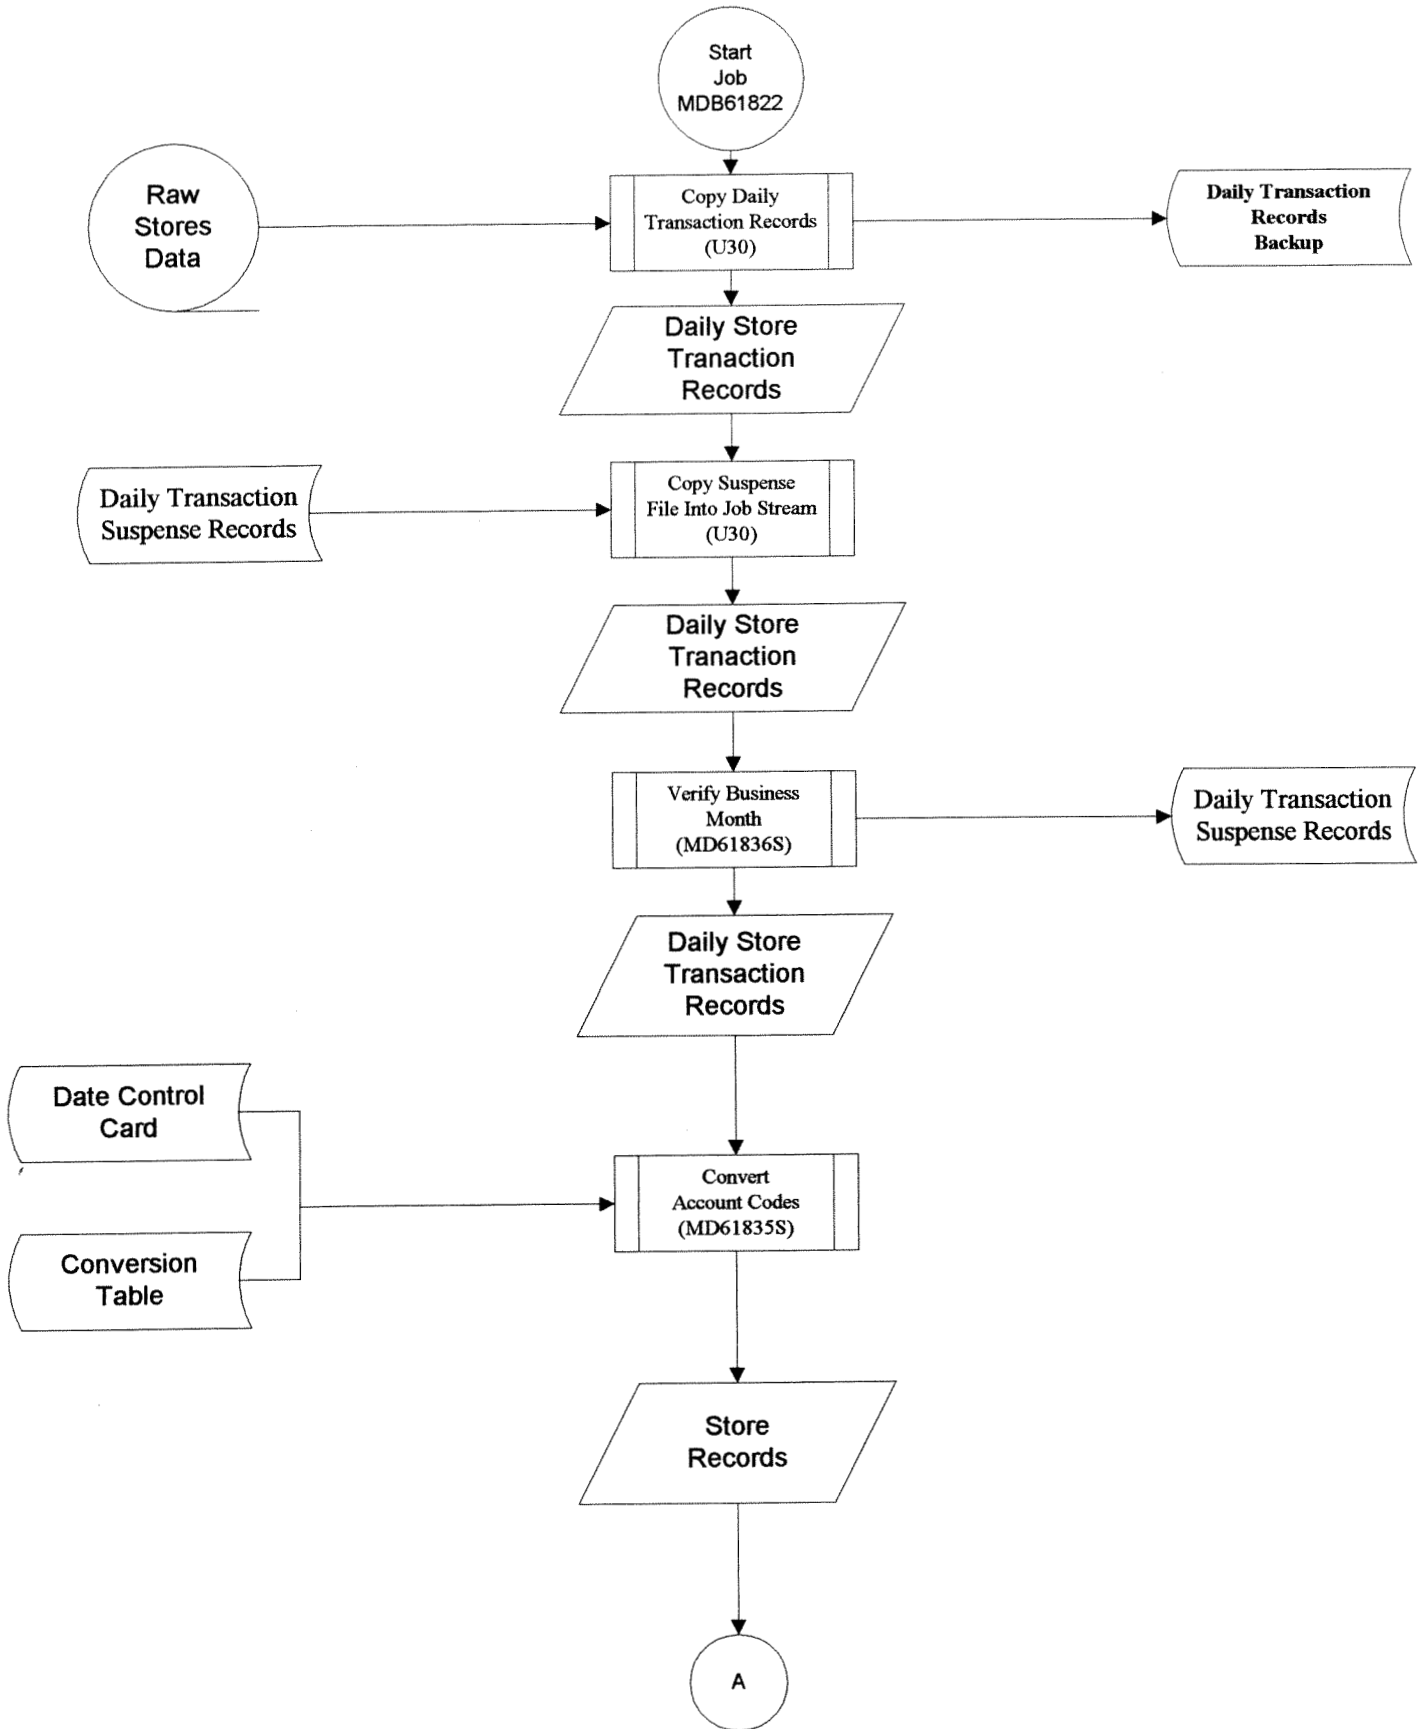 Start
Job
MDB61822
Raw
Stores
Data
Copy Daily
Transaction Records
(U30)
Daily Transaction
Records
Backup
Daily Store
Tranaction
Records
Daily Transaction
Suspense Records
Copy Suspense
File Into Job Stream
(U30)
Daily Store
Tranaction
Records
Verify Business
Month
(MD61836S)
Daily Transaction
Suspense Records
Daily Store
Transaction
Records
Date Control
Card
Convert
Account Codes
(MD61835S)
Conversion
Table
Store
Records
A